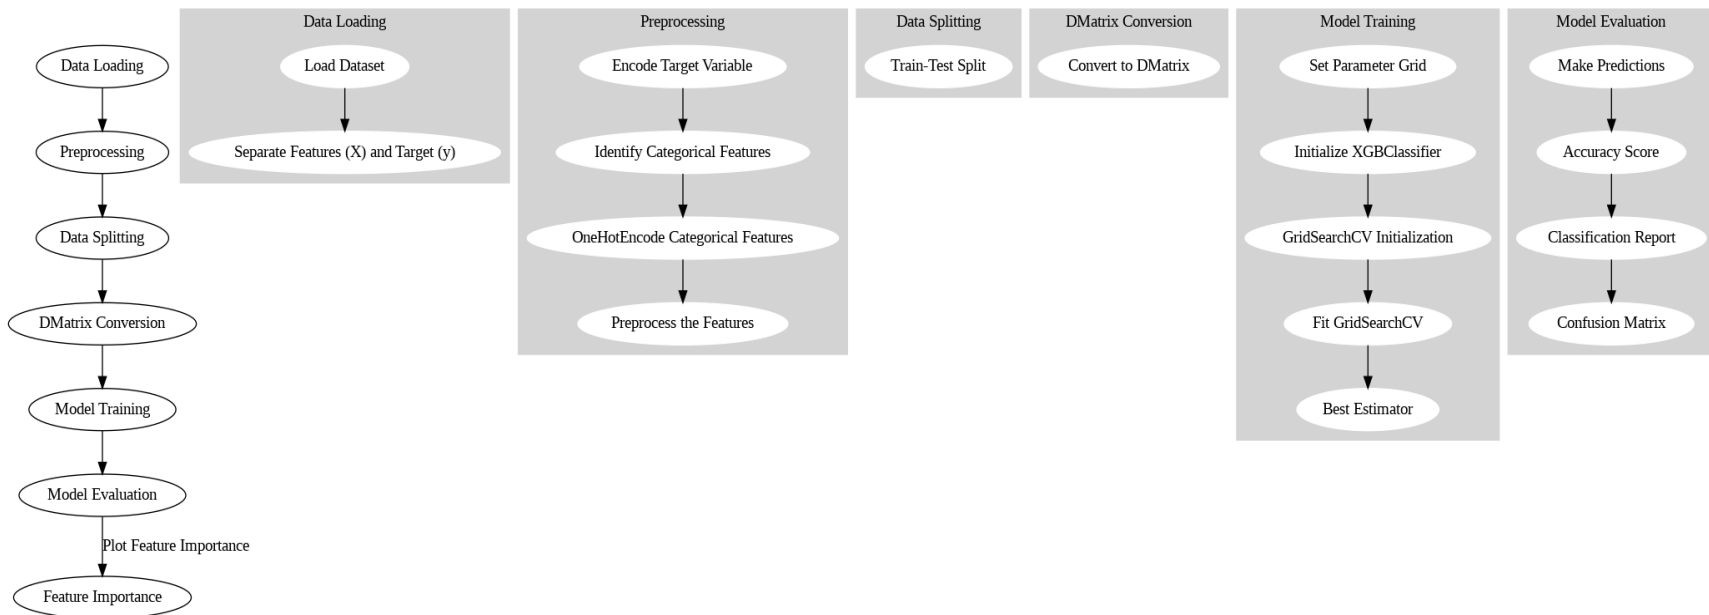 Data Loading
Preprocessing
Data Splitting
DMatrix Conversion
Model Training
Model Evaluation
Plot Feature Importance
Feature Importance
Data Loading
Load Dataset
Separate Features (X) and Target (y)
Preprocessing
Encode Target Variable
Identify Categorical Features
OneHotEncode Categorical Features
Preprocess the Features
Data Splitting
Train-Test Split
DMatrix Conversion
Convert to DMatrix
Model Training
Set Parameter Grid
Initialize XGBClassifier
GridSearchCV Initialization
Fit GridSearchCV
Best Estimator
Model Evaluation
Make Predictions
Accuracy Score
Classification Report
Confusion Matrix